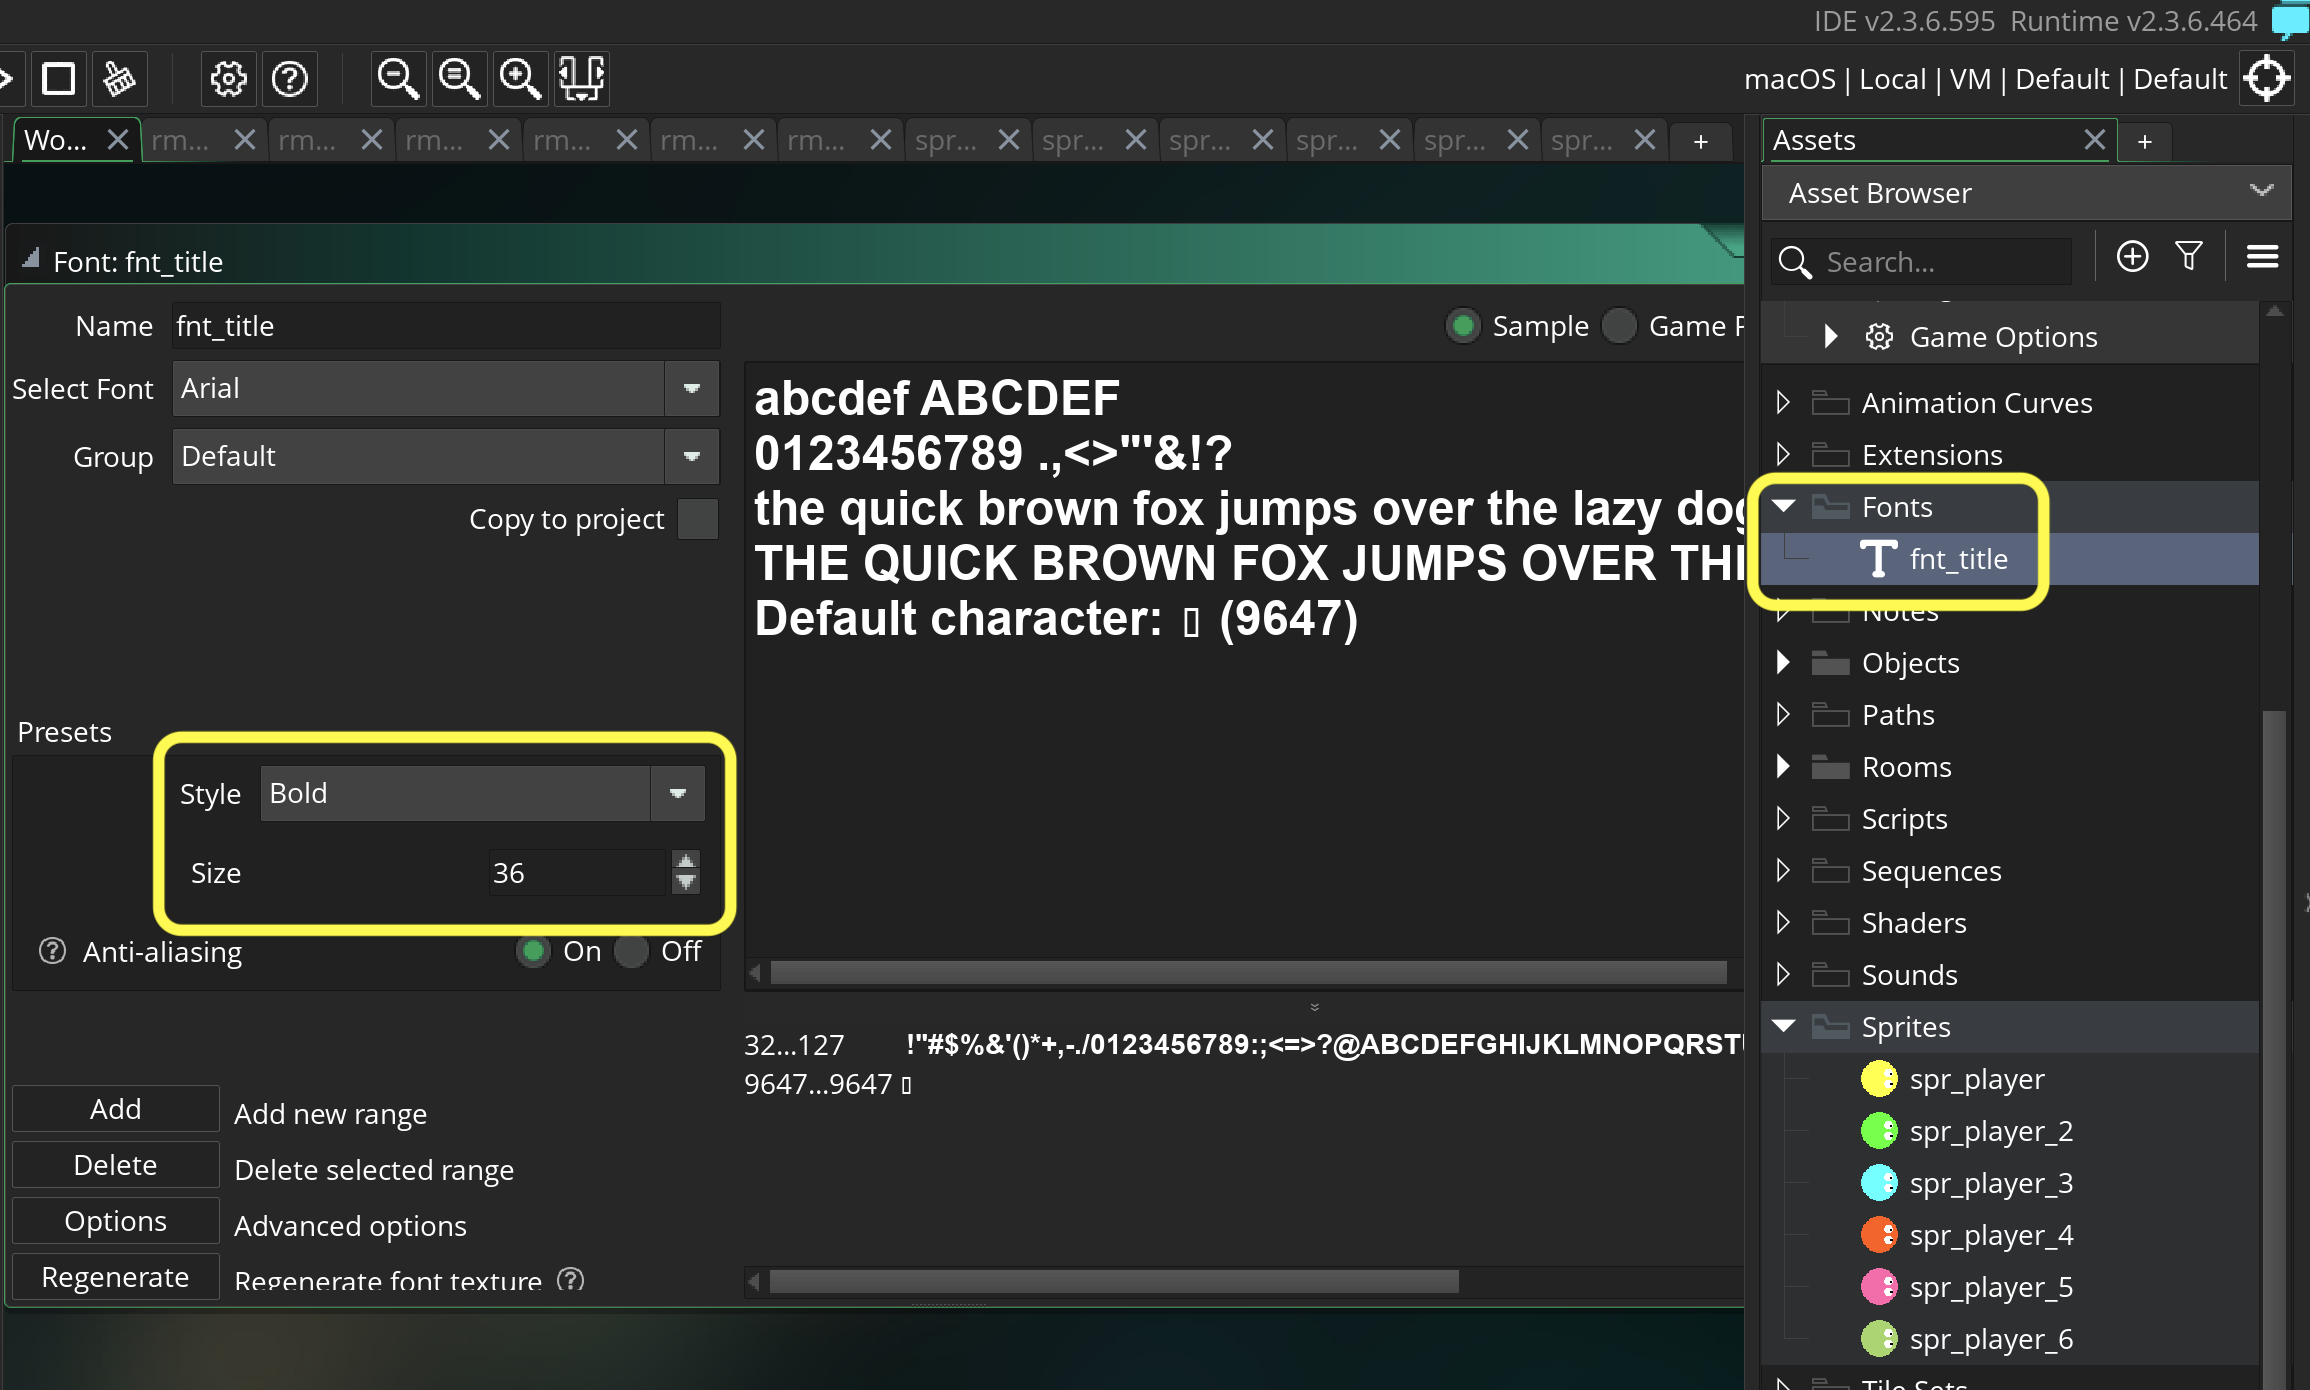 IDE v2.3.6.595 Runtime v2.3.6.464
macOS | Local | VM | Default | Default
Wo... rm... rm... rm... rm... rm... rm... spr... spr... spr... spr... spr... spr... +
Font: fnt_title
Name fnt_title
Select Font Arial
Group Default
Copy to project
Presets
Style Bold
Size 36
Anti-aliasing On Off
Add Add new range
Delete Delete selected range
Options Advanced options
Regenerate Regenerate font texture
Sample Game
abcdef ABCDEF
0123456789 .,<>"'&!?
the quick brown fox jumps over the lazy dog
THE QUICK BROWN FOX JUMPS OVER
Default character: ▯ (9647)
32...127 !"#$%&'()*+,-./0123456789:;<=>?@ABCDEFGHIJKLMNOPQRST
9647...9647 ▯
Assets +
Asset Browser
Search...
Game Options
Animation Curves
Extensions
Fonts
fnt_title
Notes
Objects
Paths
Rooms
Scripts
Sequences
Shaders
Sounds
Sprites
spr_player
spr_player_2
spr_player_3
spr_player_4
spr_player_5
spr_player_6
Tile Sets